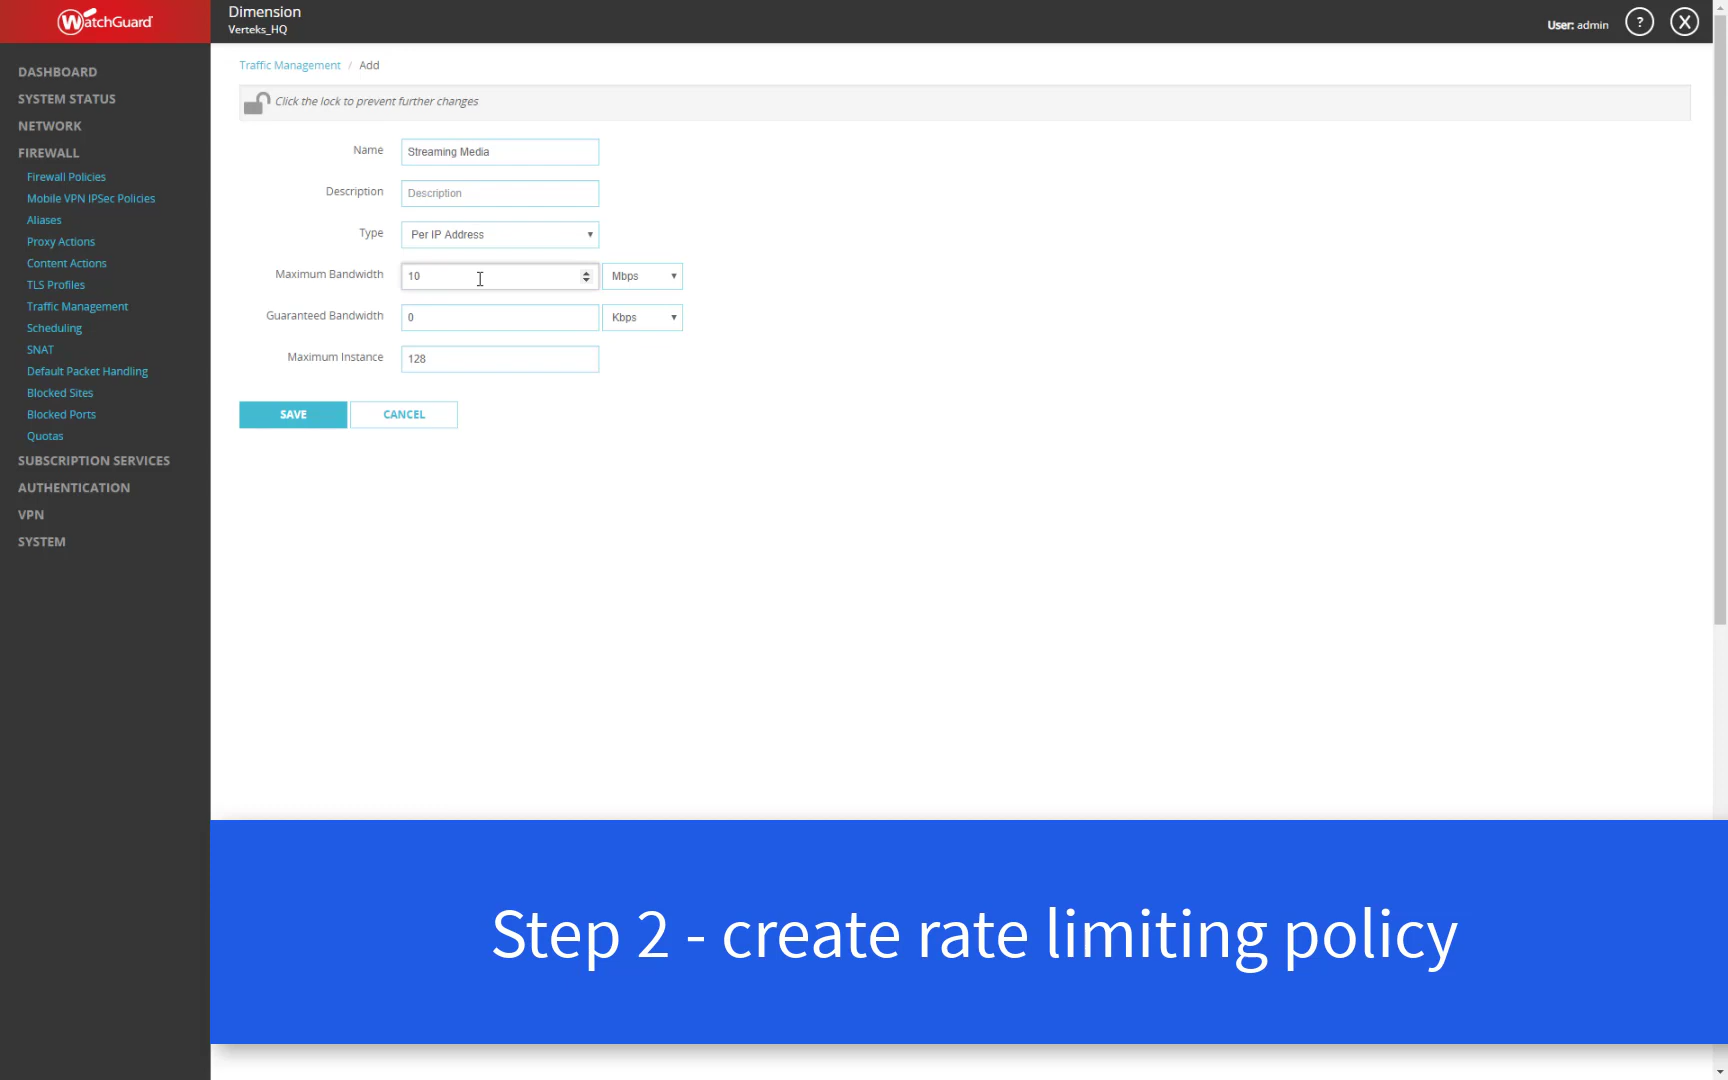 WatchGuard
Dimension
Verteks_HQ
User: admin
?
X
DASHBOARD
SYSTEM STATUS
NETWORK
FIREWALL
Firewall Policies
Mobile VPN IPSec Policies
Aliases
Proxy Actions
Content Actions
TLS Profiles
Traffic Management
Scheduling
SNAT
Default Packet Handling
Blocked Sites
Blocked Ports
Quotas
SUBSCRIPTION SERVICES
AUTHENTICATION
VPN
SYSTEM
Traffic Management / Add
Click the lock to prevent further changes
Name Streaming Media
Description Description
Type Per IP Address
Maximum Bandwidth 10 Mbps
Guaranteed Bandwidth 0 Kbps
Maximum Instance 128
SAVE CANCEL
Step 2 - create rate limiting policy